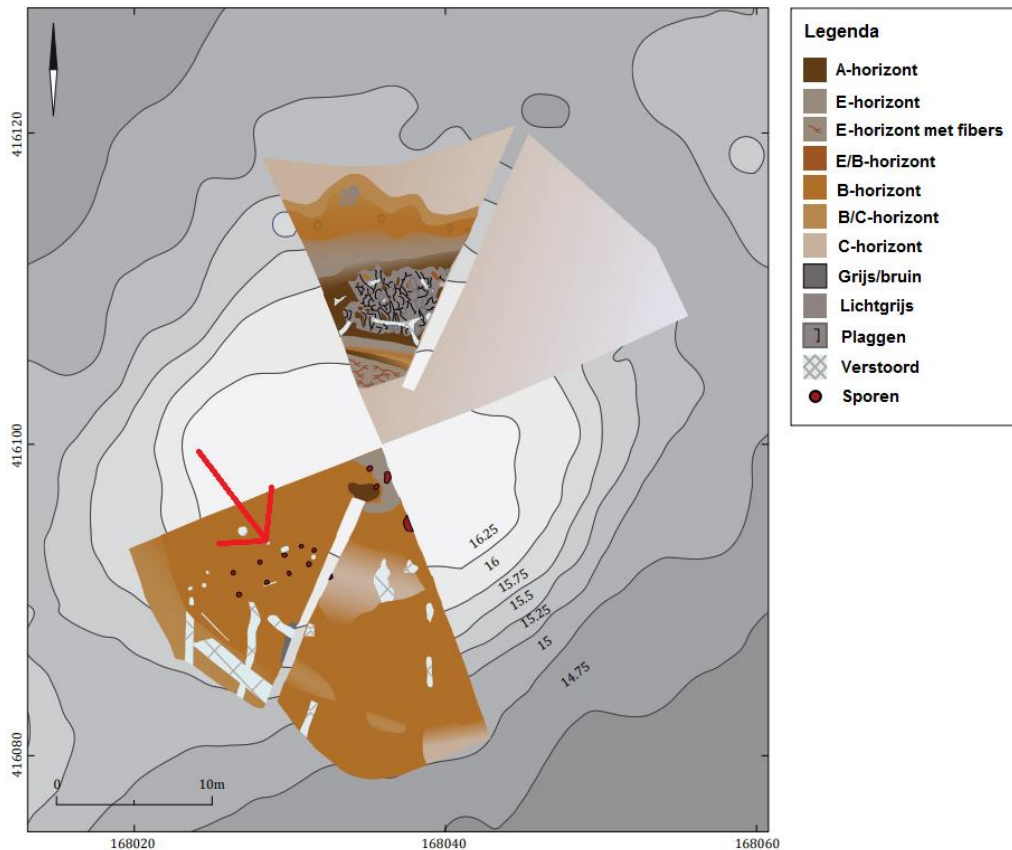 Legenda
A-horizont
E-horizont
E-horizont met fibers
E/B-horizont
B-horizont
B/C-horizont
C-horizont
Grijs/bruin
Lichtgrijs
Plaggen
Verstoord
Sporen
416120
416100
416080
16.25
16
15.75
15.5
15.25
15
14.75
0 10m
168020 168040 168060